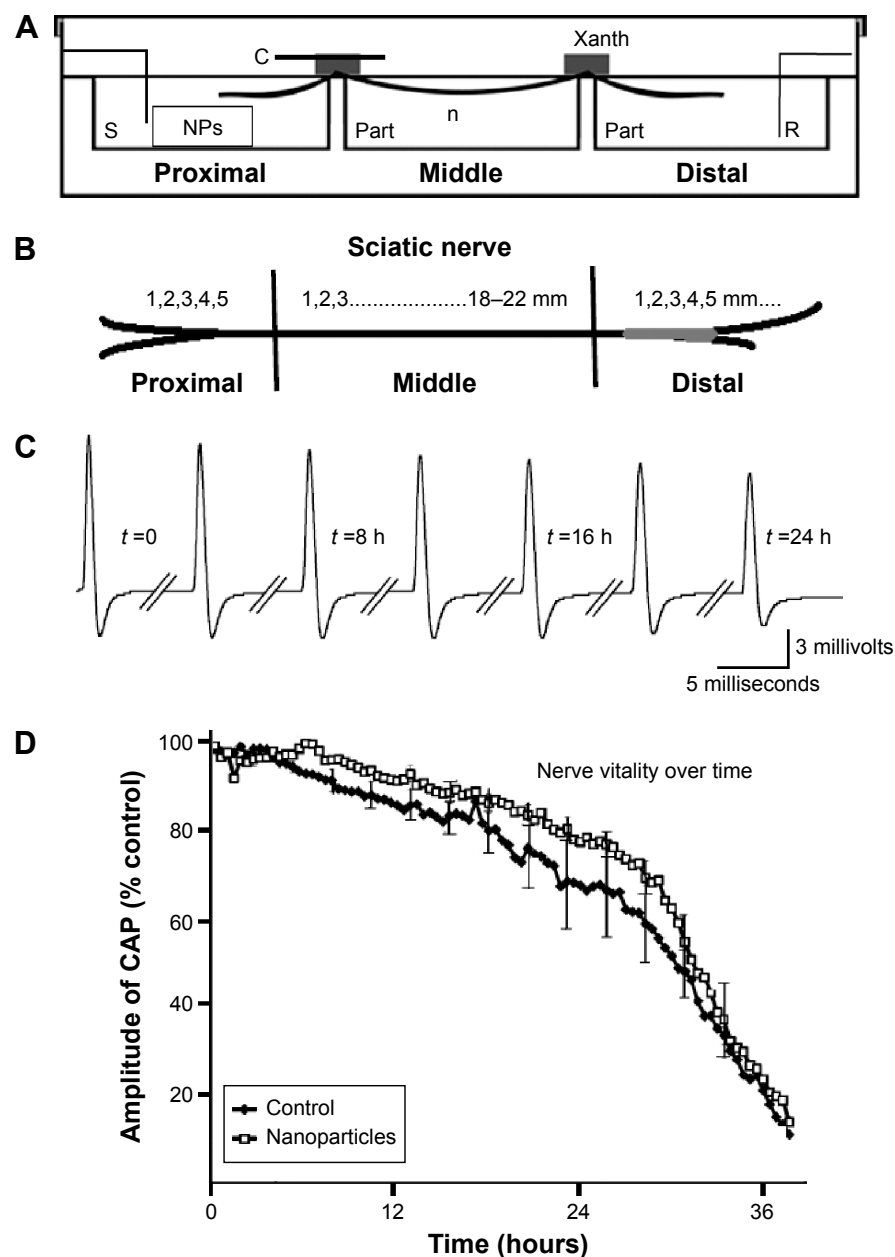 A
C
Xanth
S
NPs
Part
n
Part
R
Proximal
Middle
Distal
B
Sciatic nerve
1,2,3,4,5
1,2,3.....................18–22 mm
1,2,3,4,5 mm....
Proximal
Middle
Distal
C
t=0
t=8 h
t=16 h
t=24 h
3 millivolts
5 milliseconds
D
Nerve vitality over time
Amplitude of CAP (% control)
100
80
60
40
20
Control
Nanoparticles
0
12
24
36
Time (hours)